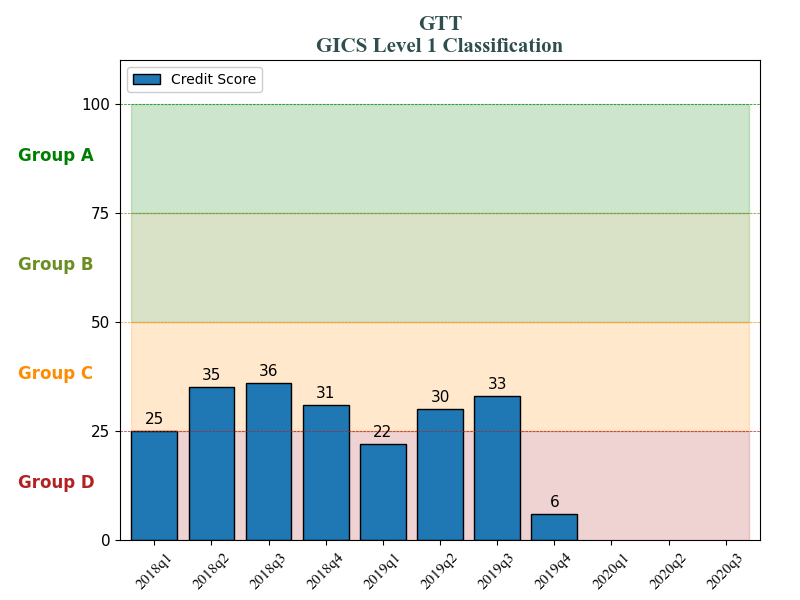 GTT
GICS Level 1 Classification
Credit Score
100
Group A
75
Group B
50
Group C
36
35
33
31
30
25
25
22
Group D
6
0
2018q1
2018q2
2018q3
2018q4
2019q1
2019q2
2019q3
2019q4
2020q1
2020q2
2020q3